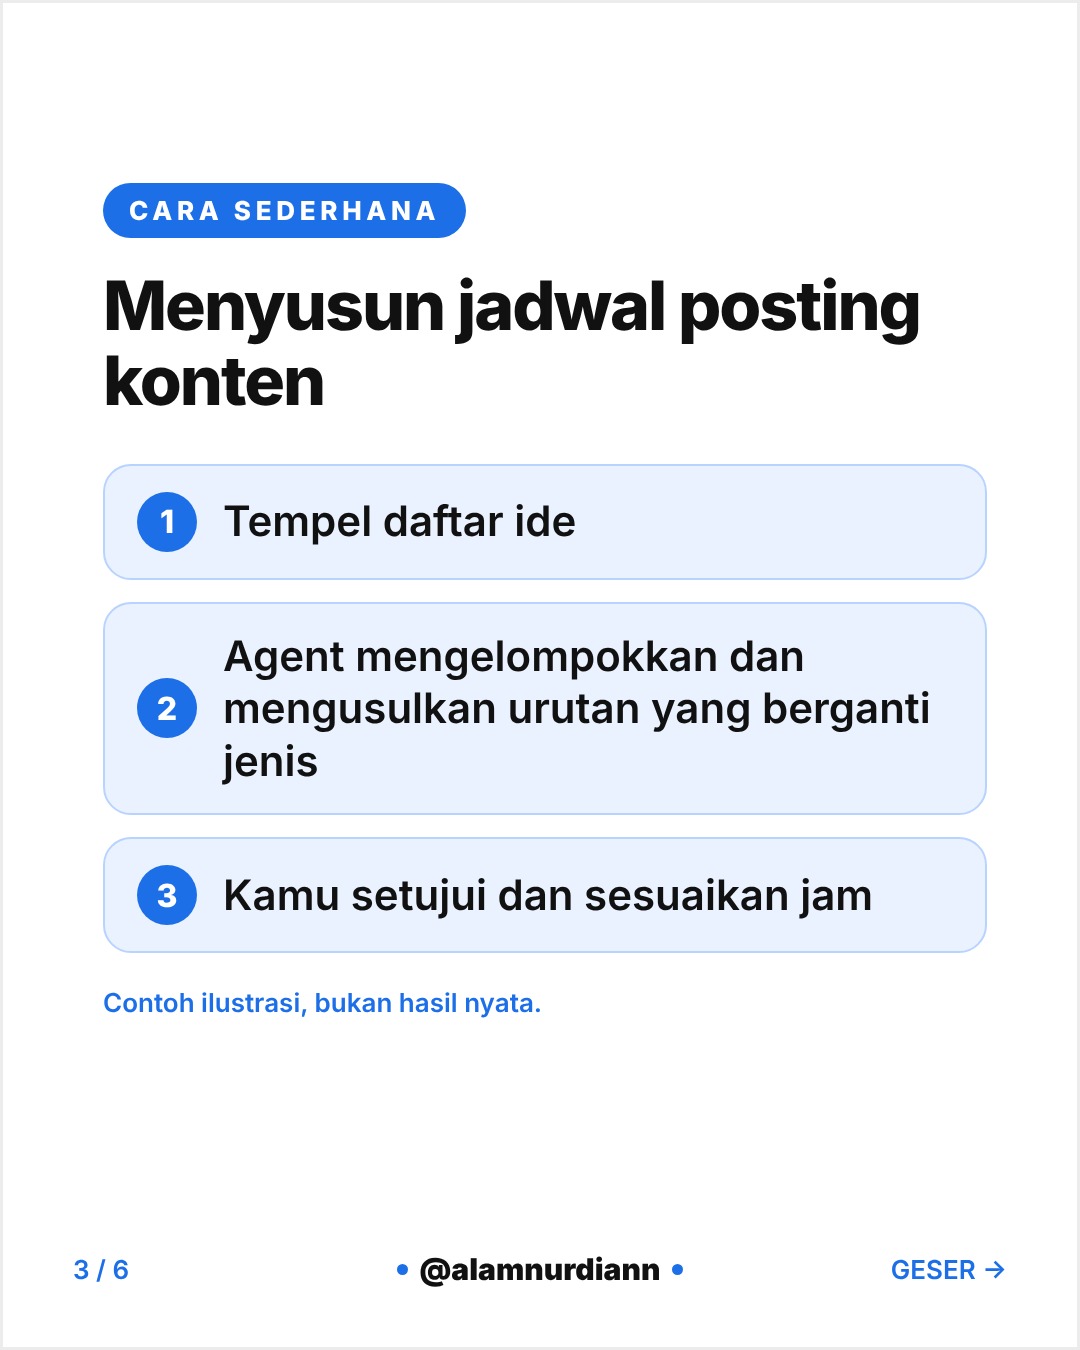 CARA SEDERHANA
Menyusun jadwal posting
konten
1 Tempel daftar ide
2 Agent mengelompokkan dan
mengusulkan urutan yang berganti
jenis
3 Kamu setujui dan sesuaikan jam
Contoh ilustrasi, bukan hasil nyata.
3 / 6 • @alamnurdiann • GESER →